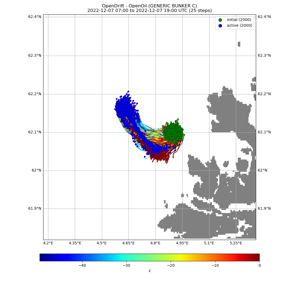 OpenDrift - OpenOil (GENERIC BUNKER C)
2022-12-07 07:00 to 2022-12-07 19:00 UTC (25 steps)
initial (2000)
active (2000)
62.4°N
62.4°N
62.3°N
62.3°N
62.2°N
62.2°N
62.1°N
62.1°N
62°N
62°N
61.9°N
61.9°N
4.2°E
4.35°E
4.5°E
4.65°E
4.8°E
4.95°E
5.1°E
5.25°E
−40
−30
−20
−10
0
z